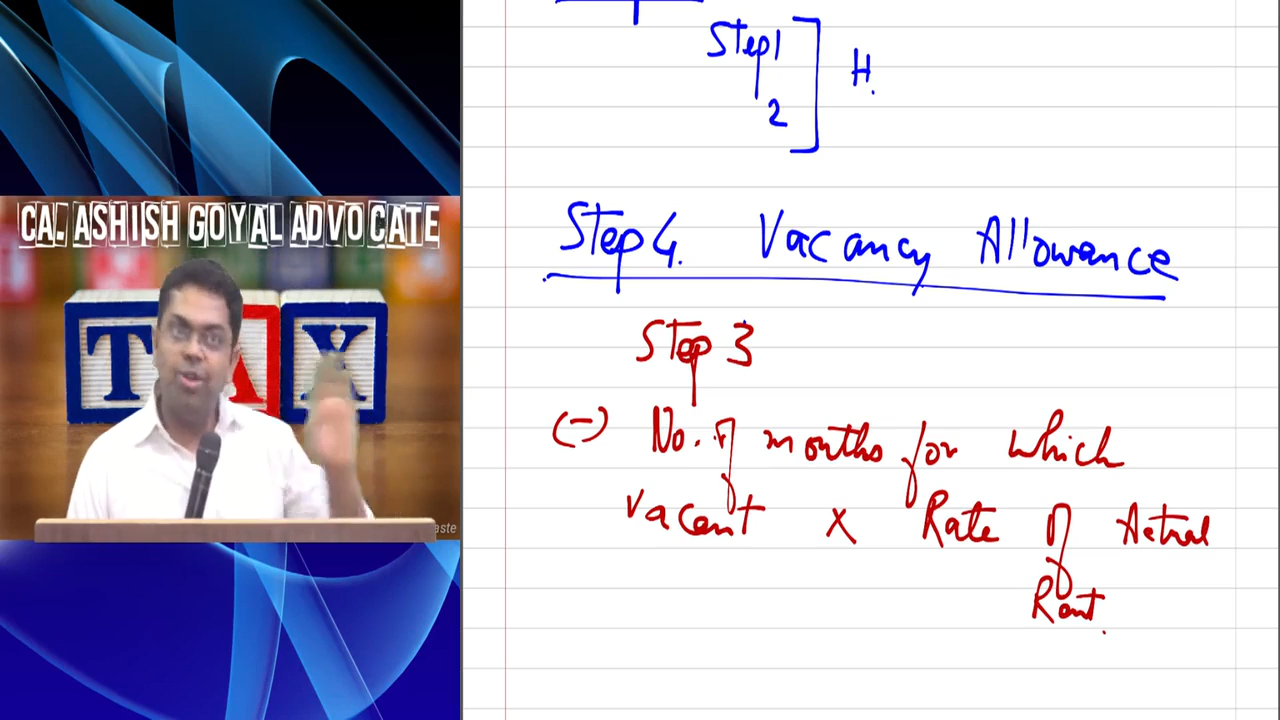 CA. ASHISH GOYAL ADVOCATE
TAX
aste
Step1
2
H.
Step 4. Vacancy Allowance
Step 3
(-) No. of months for which
vacant x Rate of Actual
Rent.